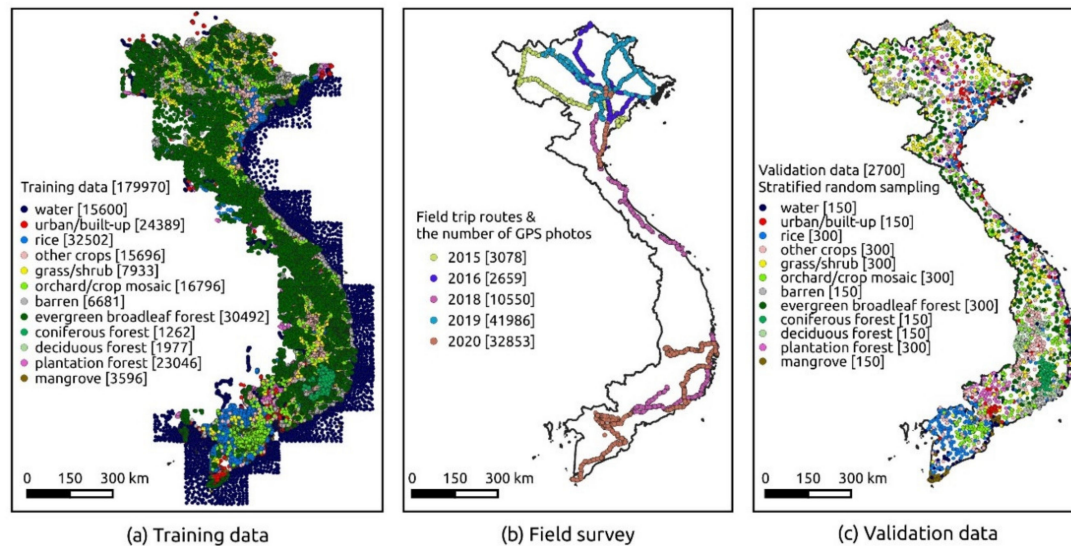 Training data [179970]
water [15600]
urban/built-up [24389]
rice [32502]
other crops [15696]
grass/shrub [7933]
orchard/crop mosaic [16796]
barren [6681]
evergreen broadleaf forest [30492]
coniferous forest [1262]
deciduous forest [1977]
plantation forest [23046]
mangrove [3596]
0 150 300 km
(a) Training data
Field trip routes &
the number of GPS photos
2015 [3078]
2016 [2659]
2018 [10550]
2019 [41986]
2020 [32853]
0 150 300 km
(b) Field survey
Validation data [2700]
Stratified random sampling
water [150]
urban/built-up [150]
rice [300]
other crops [300]
grass/shrub [300]
orchard/crop mosaic [300]
barren [150]
evergreen broadleaf forest [300]
coniferous forest [150]
deciduous forest [150]
plantation forest [300]
mangrove [150]
0 150 300 km
(c) Validation data